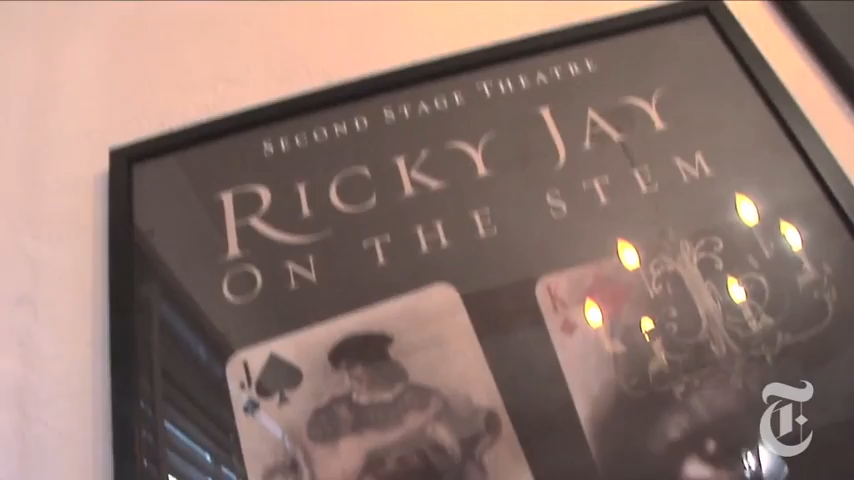 SECOND STAGE THEATRE
RICKY JAY
ON THE STEM
J
K
T